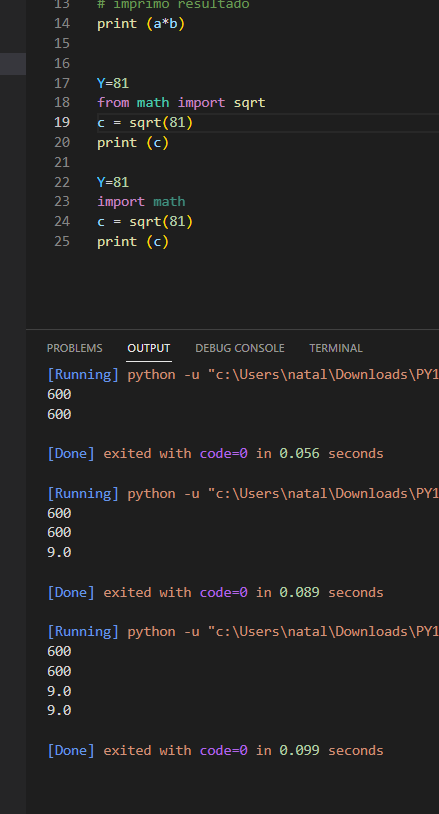 13 # imprimo resultado
14 print (a*b)
15
16
17 Y=81
18 from math import sqrt
19 c = sqrt(81)
20 print (c)
21
22 Y=81
23 import math
24 c = sqrt(81)
25 print (c)
PROBLEMS OUTPUT DEBUG CONSOLE TERMINAL
[Running] python -u "c:\Users\natal\Downloads\PY1
600
600
[Done] exited with code=0 in 0.056 seconds
[Running] python -u "c:\Users\natal\Downloads\PY1
600
600
9.0
[Done] exited with code=0 in 0.089 seconds
[Running] python -u "c:\Users\natal\Downloads\PY1
600
600
9.0
9.0
[Done] exited with code=0 in 0.099 seconds